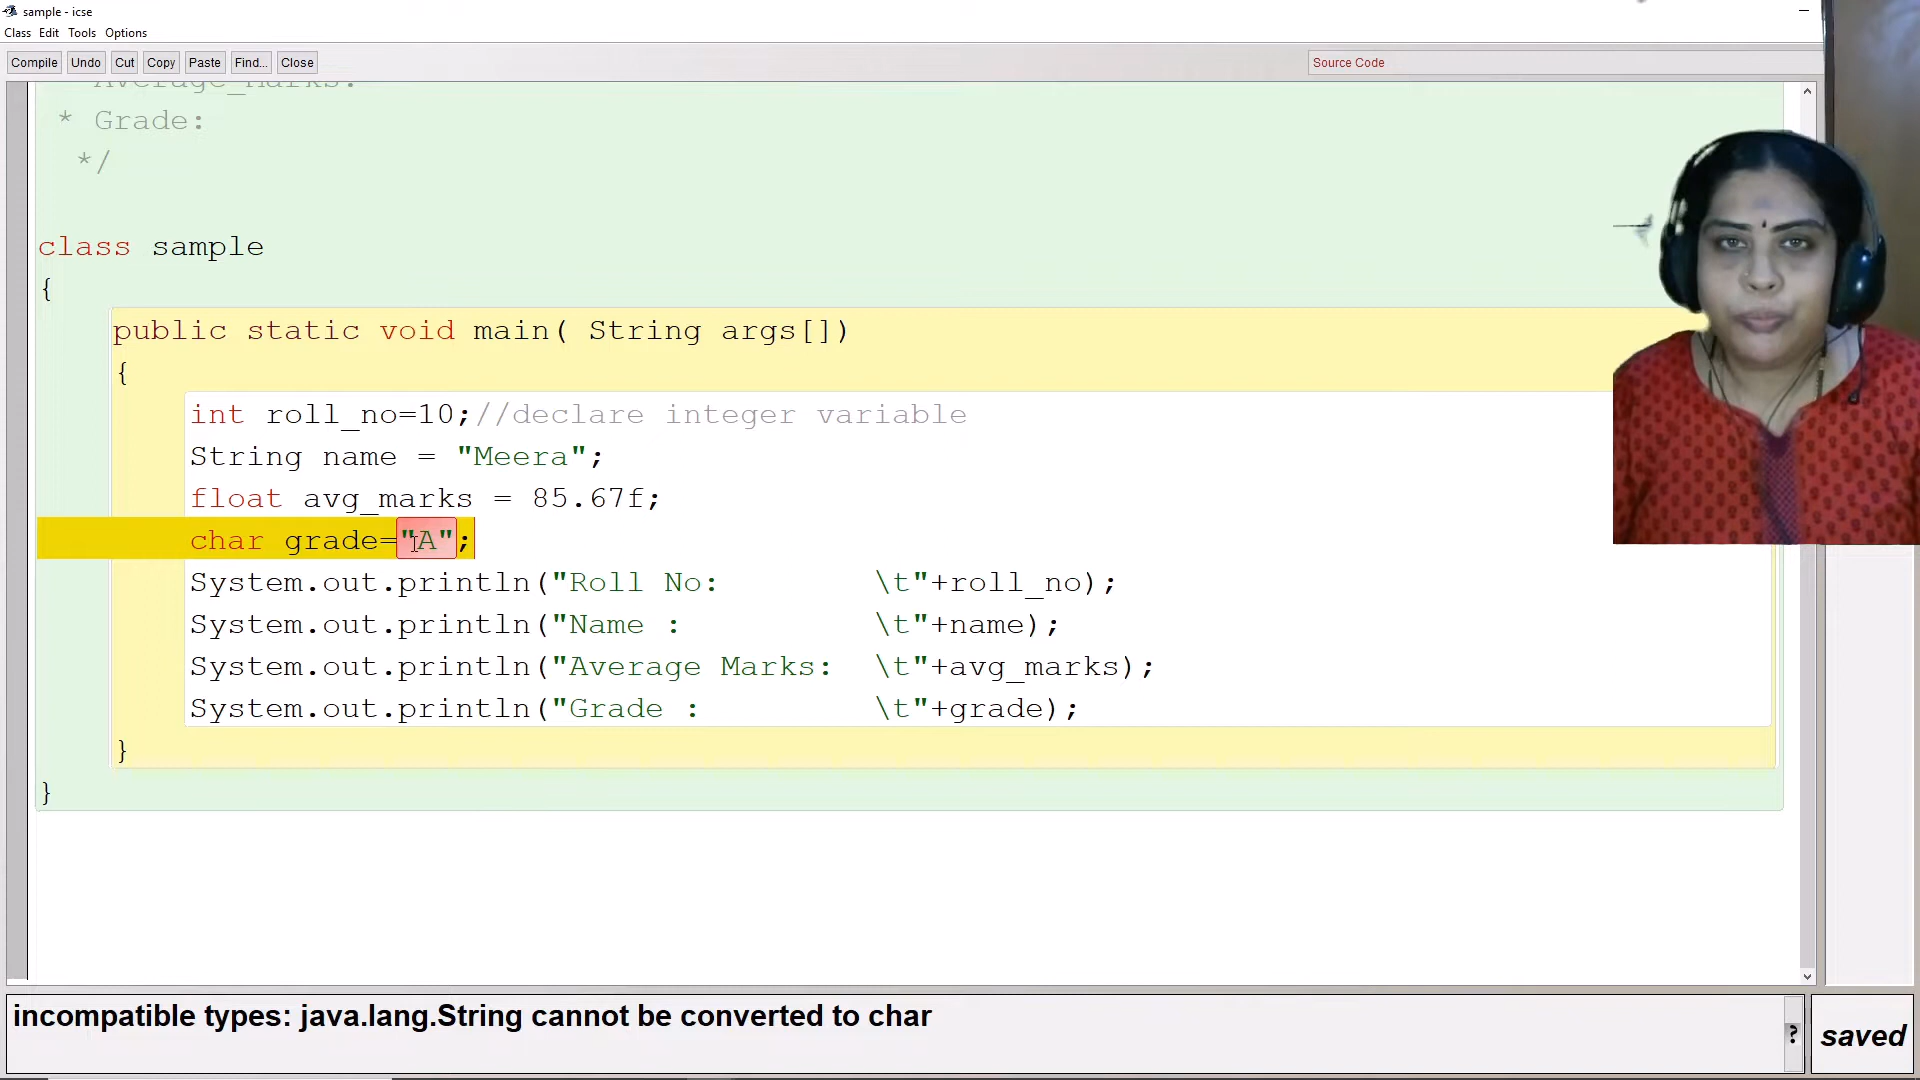 sample - icse
Class Edit Tools Options
Compile Undo Cut Copy Paste Find... Close Source Code
Average_marks:
* Grade:
*/
class sample
{
public static void main( String args[])
{
int roll_no=10;//declare integer variable
String name = "Meera";
float avg_marks = 85.67f;
char grade="A";
System.out.println("Roll No: \t"+roll_no);
System.out.println("Name : \t"+name);
System.out.println("Average Marks: \t"+avg_marks);
System.out.println("Grade : \t"+grade);
}
}
incompatible types: java.lang.String cannot be converted to char
? saved